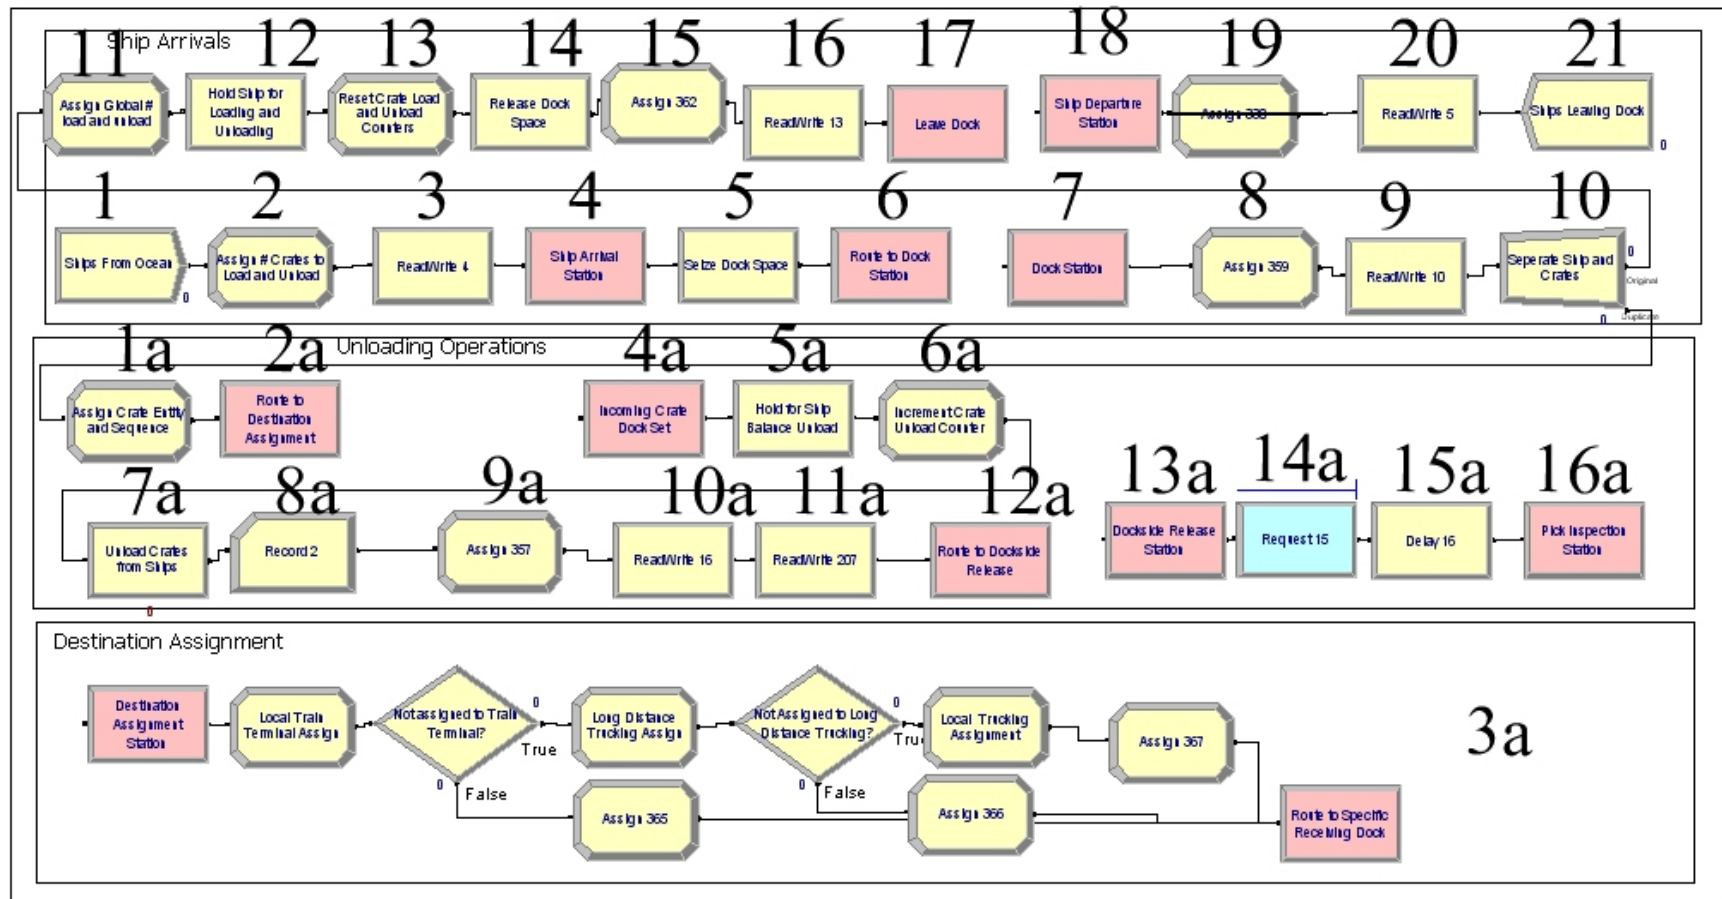 Ship Arrivals
11 12 13 14 15 16 17 18 19 20 21
Assign Global #
load and unload
Hold Ship for
Loading and
Unloading
Reset Crate Load
and Unload
Counters
Release Dock
Space
Assign 362
ReadWrite 13
Leave Dock
Ship Departure
Station
Assign 338
ReadWrite 5
Ships Leaving Dock
0
1 2 3 4 5 6 7 8 9 10
Ships From Ocean
0
Assign # Crates to
Load and Unload
ReadWrite 4
Ship Arrival
Station
Seize Dock Space
Route to Dock
Station
Dock Station
Assign 359
ReadWrite 10
Seperate Ship and
Crates
0
Original
0
Duplicate
Unloading Operations
1a 2a 4a 5a 6a
Assign Crate Entity
and Sequence
Route to
Destination
Assignment
Incoming Crate
Dock Set
Hold for Ship
Balance Unload
Increment Crate
Unload Counter
7a 8a 9a 10a 11a 12a 13a 14a 15a 16a
Unload Crates
from Ships
0
Record 2
Assign 357
ReadWrite 16
ReadWrite 207
Route to Dockside
Release
Dockside Release
Station
Request 15
Delay 16
Pick Inspection
Station
Destination Assignment
Destination
Assignment
Station
Local Train
Terminal Assign
Not assigned to Train
Terminal?
0
True
0
False
Long Distance
Trucking Assign
Not Assigned to Long
Distance Trucking?
0
Tru
0
False
Local Trucking
Assignment
Assign 367
3a
Assign 365
Assign 366
Route to Specific
Receiving Dock